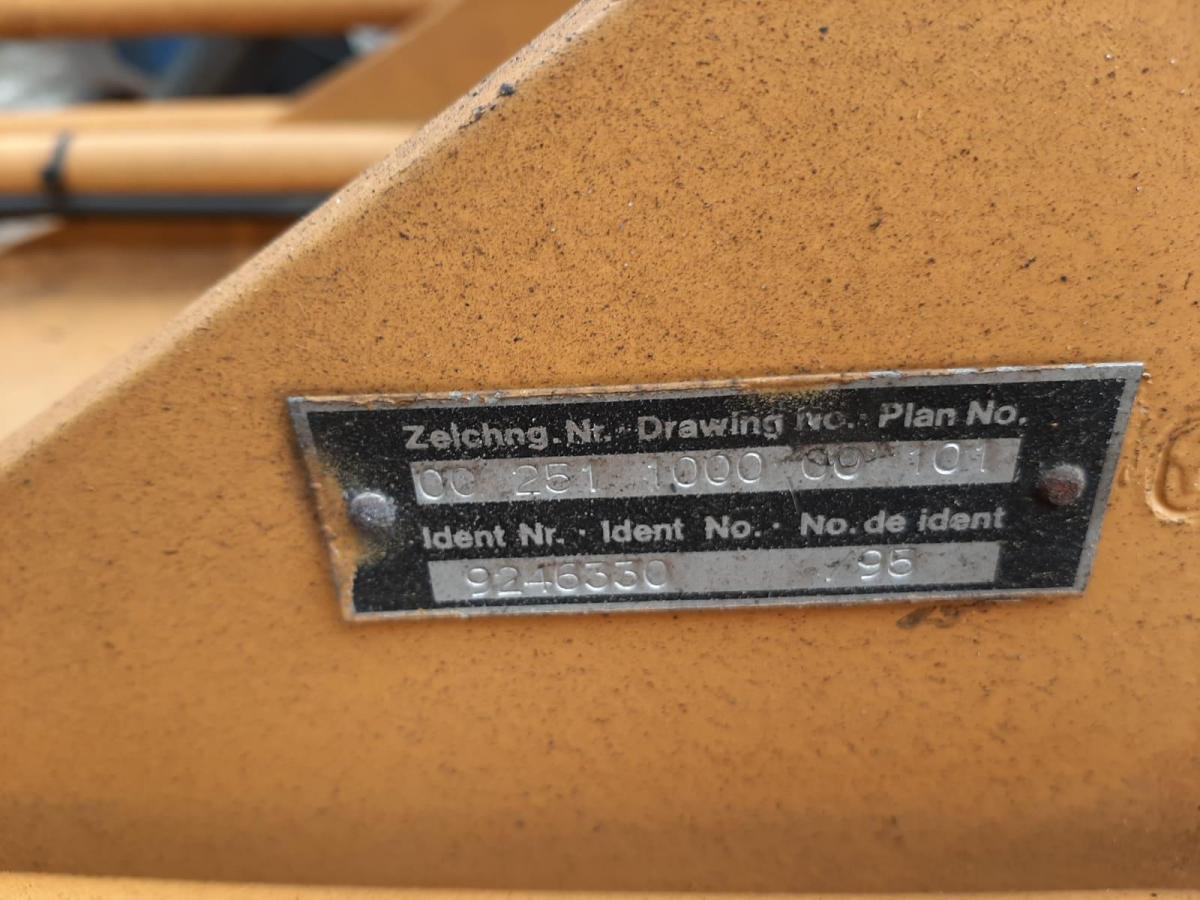 Zeichng. Nr. · Drawing No. · Plan No.
00 251 1000 00 101
Ident Nr. · Ident No. · No. de ident
9246330 95